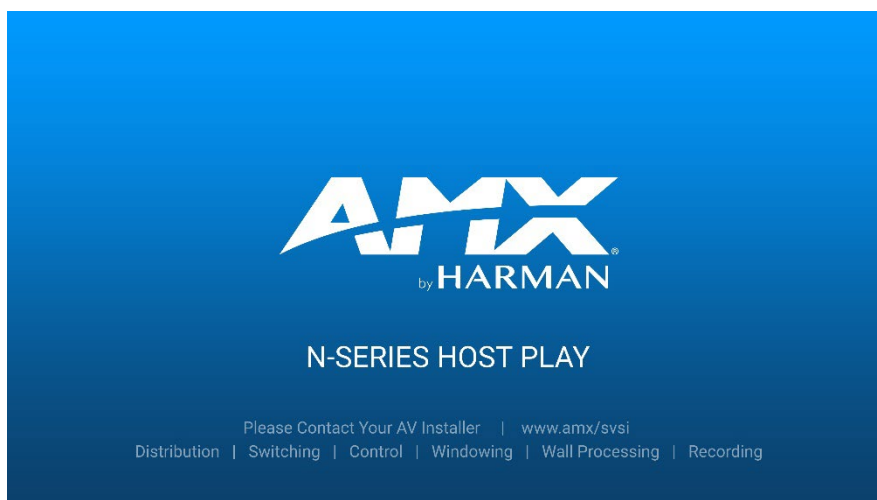 AMX®
by HARMAN
N-SERIES HOST PLAY
Please Contact Your AV Installer | www.amx/svsi
Distribution | Switching | Control | Windowing | Wall Processing | Recording